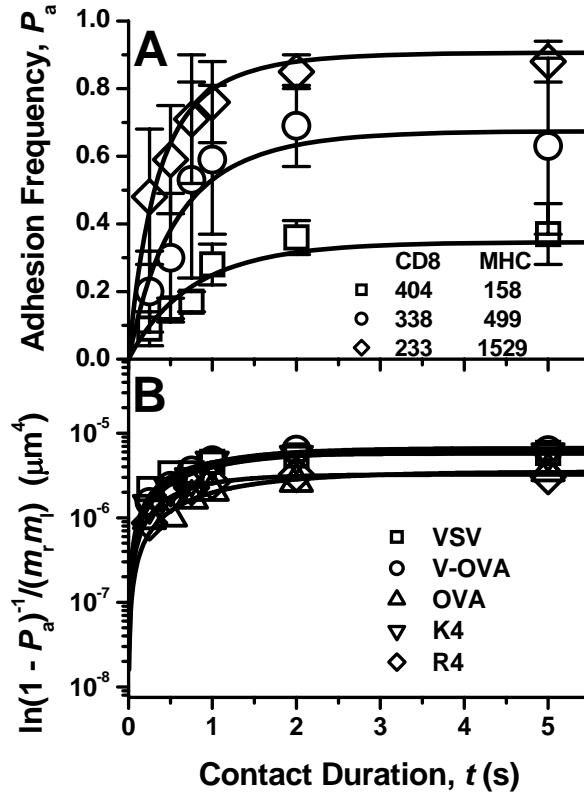 A
Adhesion Frequency, Pₐ
1.0
0.8
0.6
0.4
0.2
0.0
CD8 MHC
404 158
338 499
233 1529
B
ln(1 - Pₐ)⁻¹/(mᵣmₗ) (μm⁴)
10⁻⁵
10⁻⁶
10⁻⁷
10⁻⁸
VSV
V-OVA
OVA
K4
R4
0 1 2 3 4 5
Contact Duration, t (s)